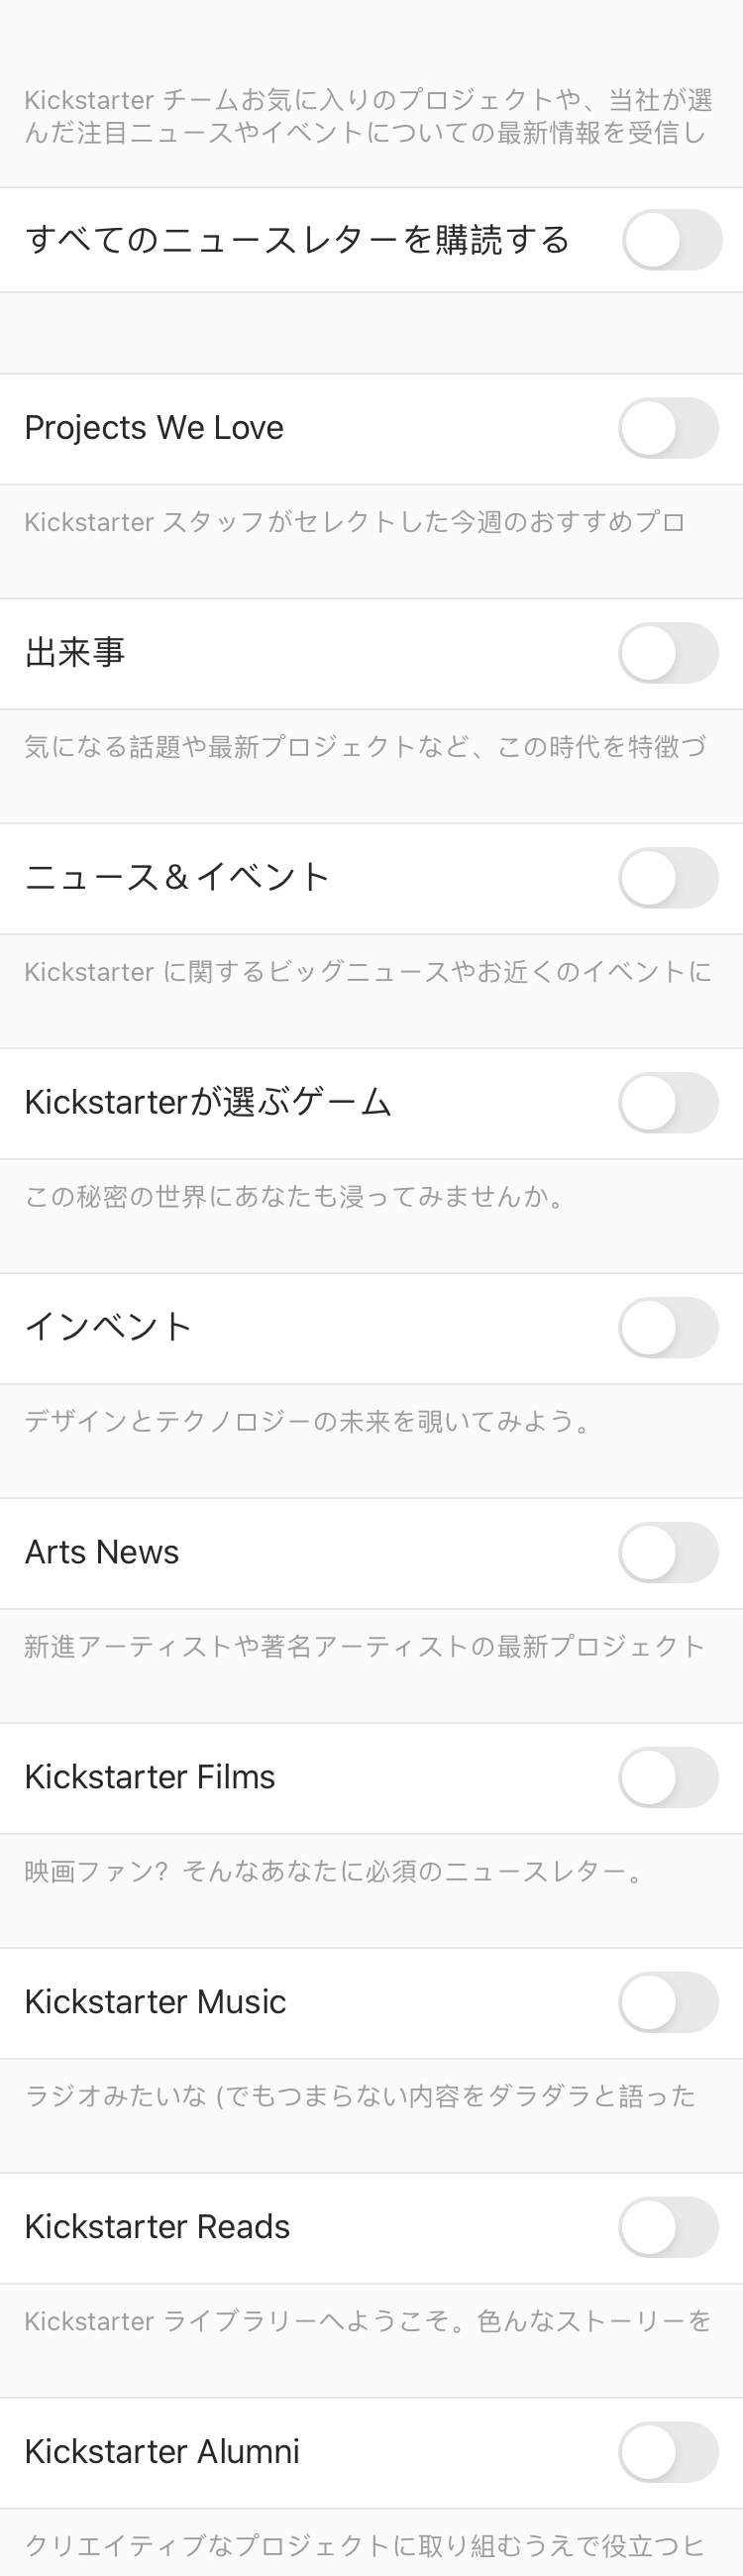 Kickstarter チームお気に入りのプロジェクトや、当社が選
んだ注目ニュースやイベントについての最新情報を受信し
すべてのニュースレターを購読する
Projects We Love
Kickstarter スタッフがセレクトした今週のおすすめプロ
出来事
気になる話題や最新プロジェクトなど、この時代を特徴づ
ニュース＆イベント
Kickstarter に関するビッグニュースやお近くのイベントに
Kickstarterが選ぶゲーム
この秘密の世界にあなたも浸ってみませんか。
インベント
デザインとテクノロジーの未来を覗いてみよう。
Arts News
新進アーティストや著名アーティストの最新プロジェクト
Kickstarter Films
映画ファン? そんなあなたに必須のニュースレター。
Kickstarter Music
ラジオみたいな (でもつまらない内容をダラダラと語った
Kickstarter Reads
Kickstarter ライブラリーへようこそ。色んなストーリーを
Kickstarter Alumni
クリエイティブなプロジェクトに取り組むうえで役立つヒ